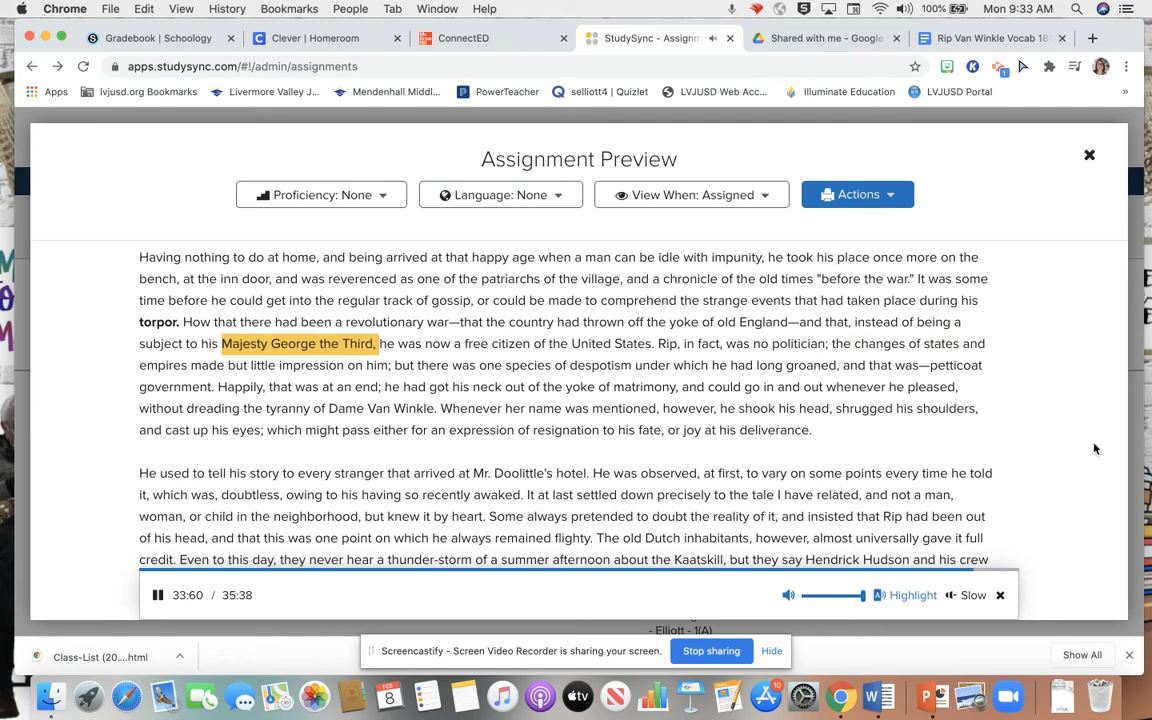 Chrome File Edit View History Bookmarks People Tab Window Help 100% Mon 9:33 AM
Gradebook | Schoology Clever | Homeroom ConnectED StudySync - Assignm Shared with me - Google Rip Van Winkle Vocab 18
apps.studysync.com/#!/admin/assignments 1
Apps lvjusd.org Bookmarks Livermore Valley J... Mendenhall Middl... PowerTeacher selliott4 | Quizlet LVJUSD Web Acc... Illuminate Education LVJUSD Portal »
Assignment Preview
Proficiency: None Language: None View When: Assigned Actions
Having nothing to do at home, and being arrived at that happy age when a man can be idle with impunity, he took his place once more on the
bench, at the inn door, and was reverenced as one of the patriarchs of the village, and a chronicle of the old times "before the war." It was some
time before he could get into the regular track of gossip, or could be made to comprehend the strange events that had taken place during his
torpor. How that there had been a revolutionary war—that the country had thrown off the yoke of old England—and that, instead of being a
subject to his Majesty George the Third, he was now a free citizen of the United States. Rip, in fact, was no politician; the changes of states and
empires made but little impression on him; but there was one species of despotism under which he had long groaned, and that was—petticoat
government. Happily, that was at an end; he had got his neck out of the yoke of matrimony, and could go in and out whenever he pleased,
without dreading the tyranny of Dame Van Winkle. Whenever her name was mentioned, however, he shook his head, shrugged his shoulders,
and cast up his eyes; which might pass either for an expression of resignation to his fate, or joy at his deliverance.
He used to tell his story to every stranger that arrived at Mr. Doolittle's hotel. He was observed, at first, to vary on some points every time he told
it, which was, doubtless, owing to his having so recently awaked. It at last settled down precisely to the tale I have related, and not a man,
woman, or child in the neighborhood, but knew it by heart. Some always pretended to doubt the reality of it, and insisted that Rip had been out
of his head, and that this was one point on which he always remained flighty. The old Dutch inhabitants, however, almost universally gave it full
credit. Even to this day, they never hear a thunder-storm of a summer afternoon about the Kaatskill, but they say Hendrick Hudson and his crew
33:60 / 35:38 Highlight Slow
- Elliott - 1(A)
Screencastify - Screen Video Recorder is sharing your screen. Stop sharing Hide
Class-List (20....html Show All
FEB
8 10